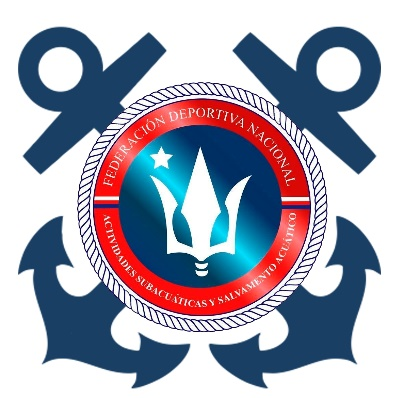 FEDERACIÓN DEPORTIVA NACIONAL
ACTIVIDADES SUBACUÁTICAS Y SALVAMENTO ACUÁTICO